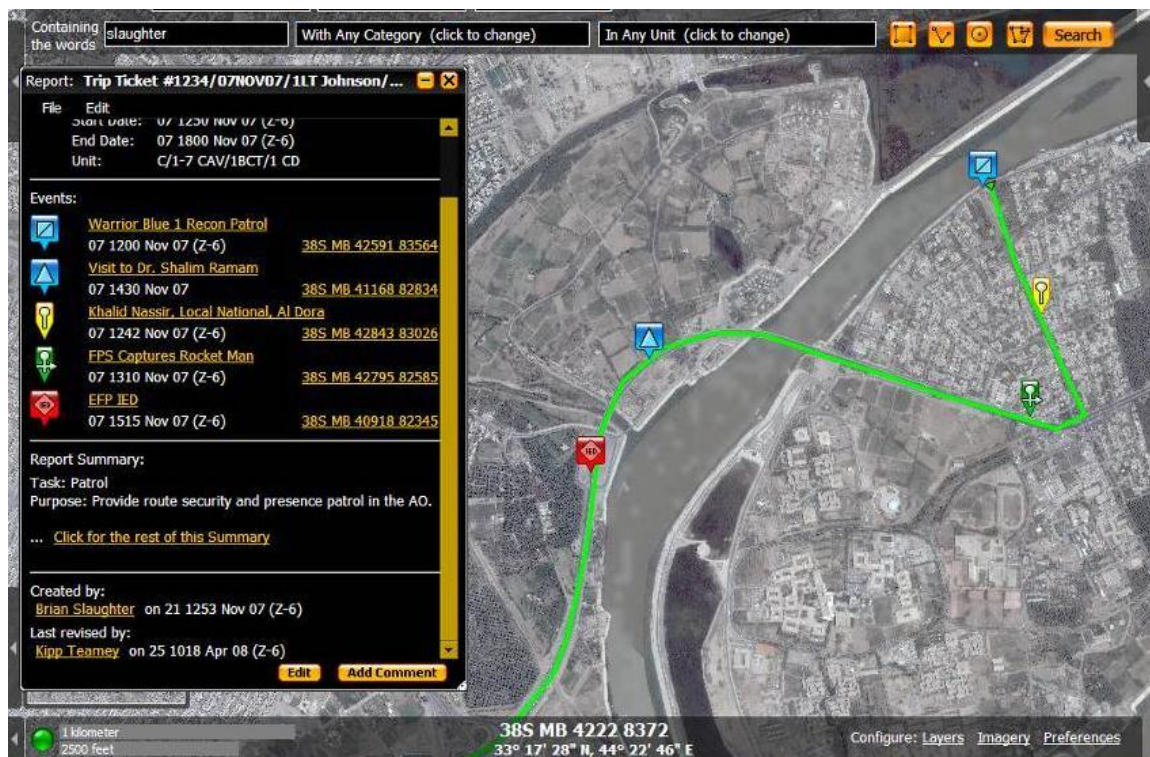 Containing
the words
slaughter
With Any Category (click to change)
In Any Unit (click to change)
Search
Report: Trip Ticket #1234/07NOV07/1LT Johnson/...
File Edit
Start Date: 07 1250 Nov 07 (Z-6)
End Date: 07 1800 Nov 07 (Z-6)
Unit: C/1-7 CAV/1BCT/1 CD
Events:
Warrior Blue 1 Recon Patrol
07 1200 Nov 07 (Z-6) 38S MB 42591 83564
Visit to Dr. Shalim Ramam
07 1430 Nov 07 38S MB 41168 82834
Khalid Nassir, Local National, Al Dora
07 1242 Nov 07 (Z-6) 38S MB 42843 83026
FPS Captures Rocket Man
07 1310 Nov 07 (Z-6) 38S MB 42795 82585
EFP IED
07 1515 Nov 07 (Z-6) 38S MB 40918 82345
Report Summary:
Task: Patrol
Purpose: Provide route security and presence patrol in the AO.
... Click for the rest of this Summary
Created by:
Brian Slaughter on 21 1253 Nov 07 (Z-6)
Last revised by:
Kipp Teamey on 25 1018 Apr 08 (Z-6)
Edit Add Comment
IED
1 kilometer
2500 feet
38S MB 4222 8372
33° 17' 28" N, 44° 22' 46" E
Configure: Layers Imagery Preferences